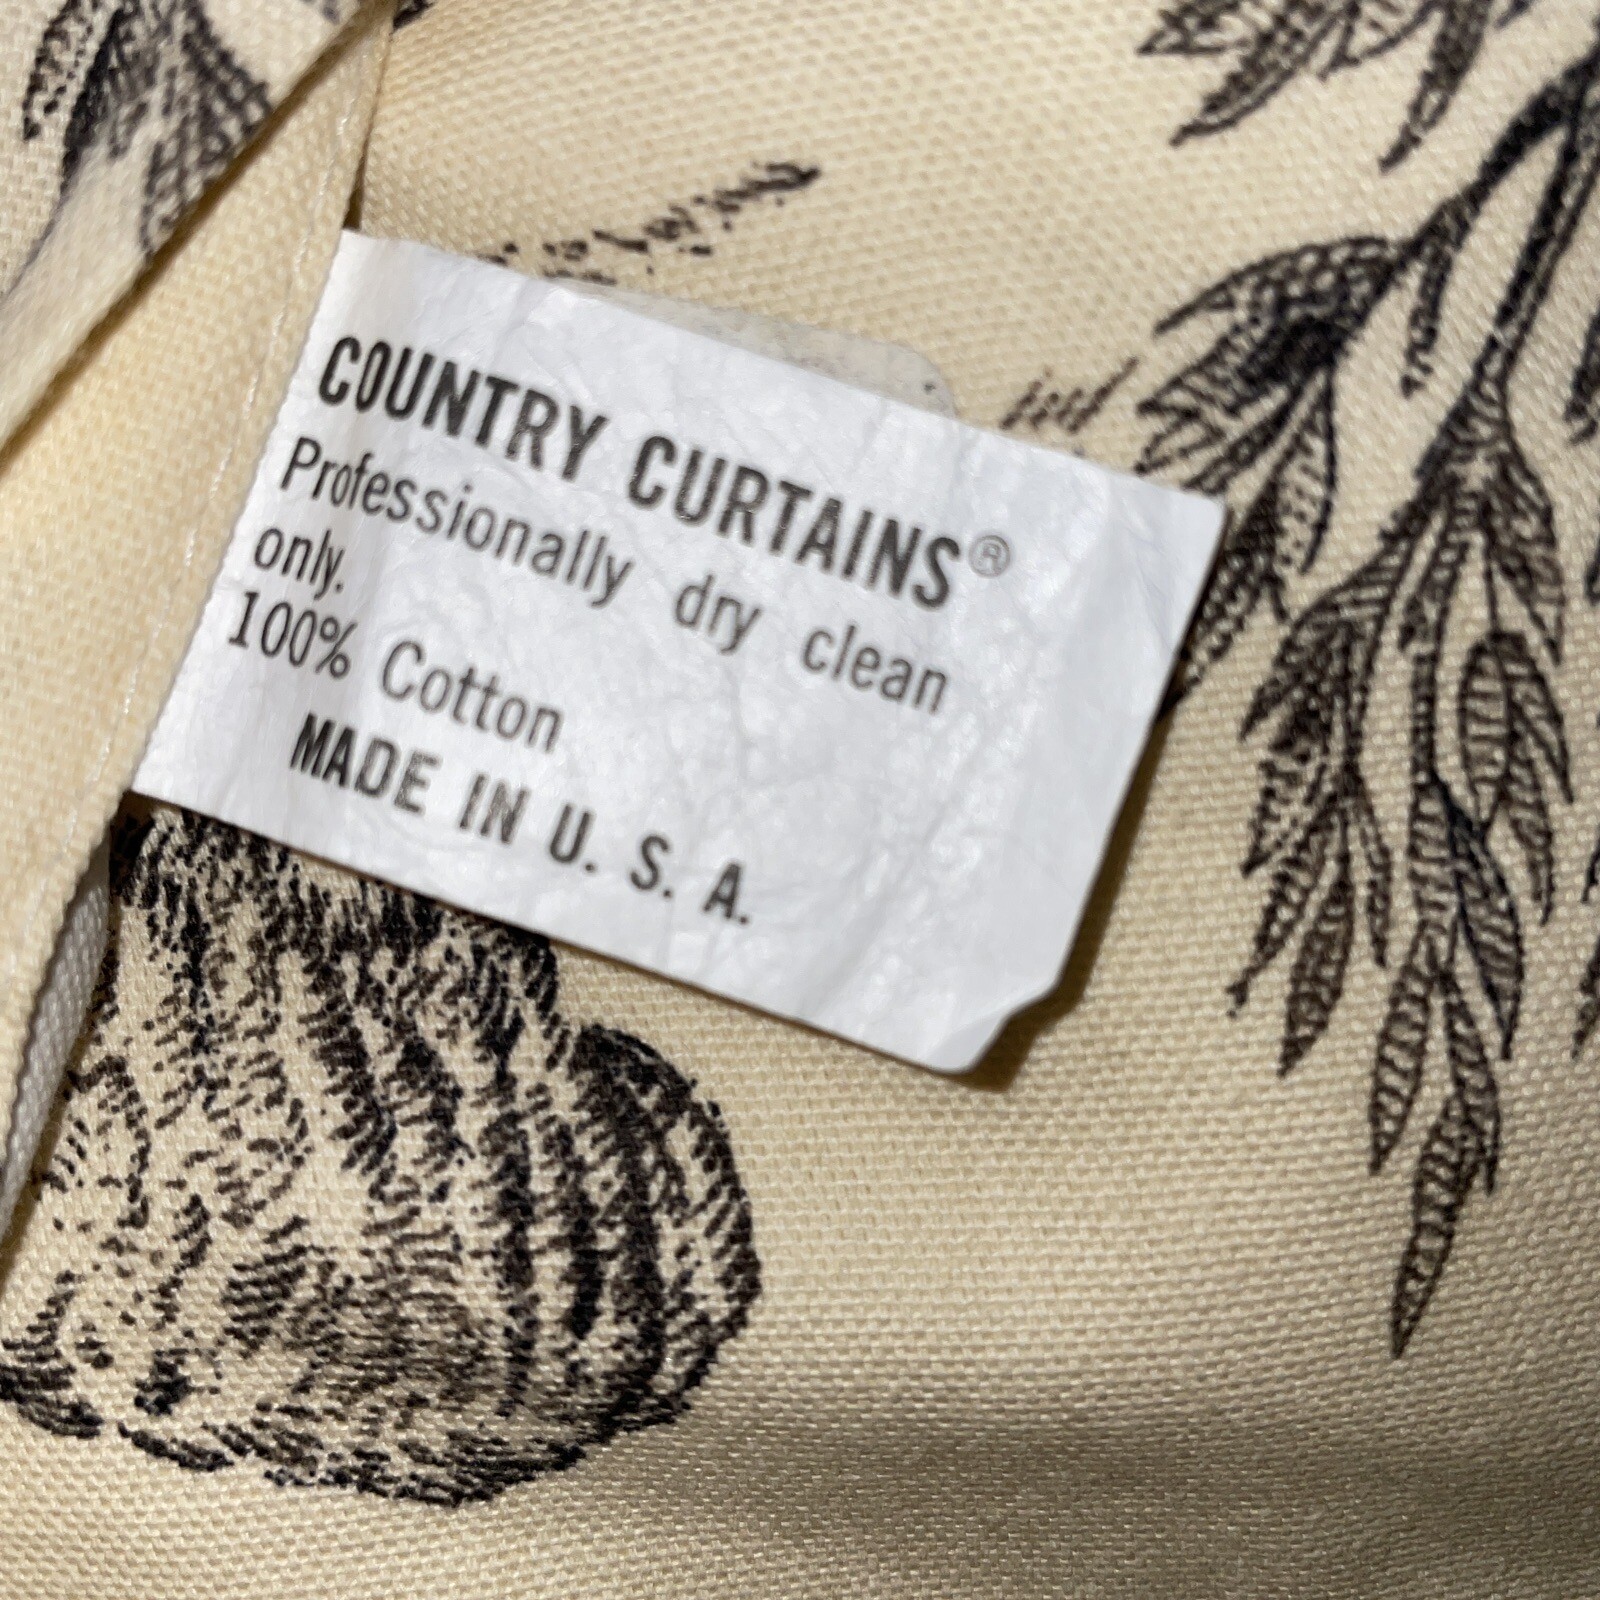 COUNTRY CURTAINS®
Professionally dry clean
only.
100% Cotton
MADE IN U. S. A.